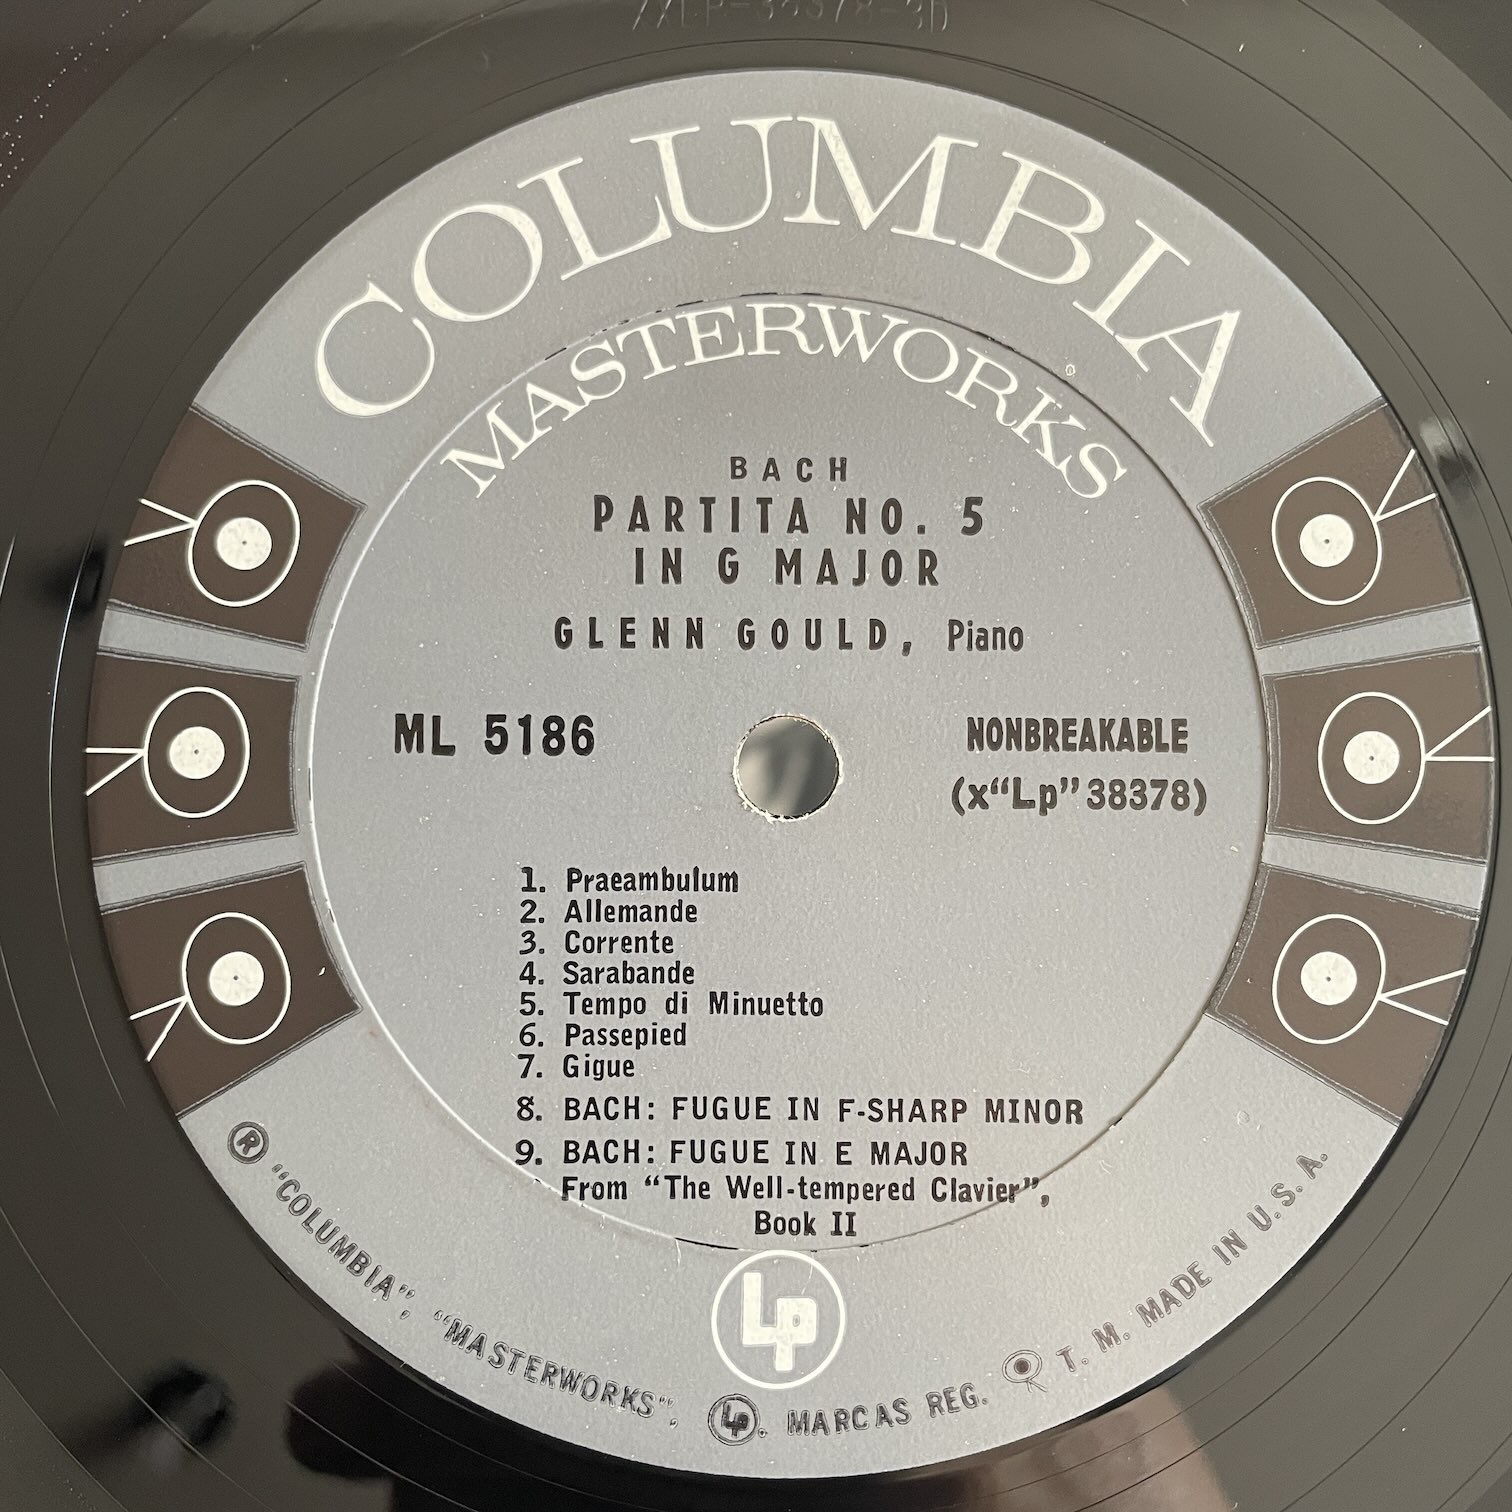 COLUMBIA
MASTERWORKS
BACH
PARTITA NO. 5
IN G MAJOR
GLENN GOULD, Piano
ML 5186
NONBREAKABLE
(x“Lp” 38378)
1. Praeambulum
2. Allemande
3. Corrente
4. Sarabande
5. Tempo di Minuetto
6. Passepied
7. Gigue
8. BACH: FUGUE IN F-SHARP MINOR
9. BACH: FUGUE IN E MAJOR
From “The Well-tempered Clavier”,
Book II
Lp
® “COLUMBIA”, “MASTERWORKS”, Lp. MARCAS REG. T. M. MADE IN U. S. A.